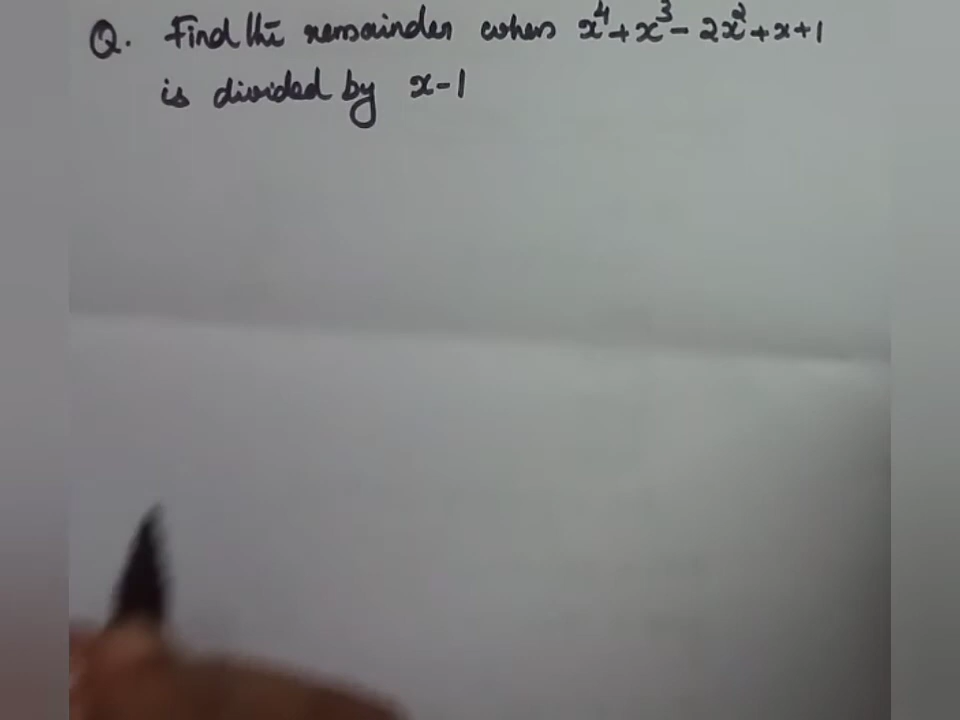 Q. Find the remainder when x⁴+x³-2x²+x+1
is divided by x-1